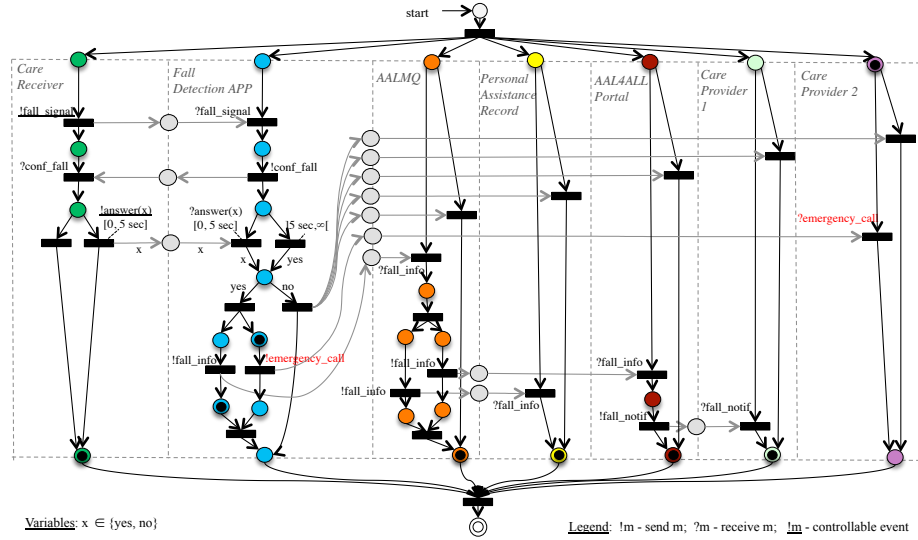 start
Care
Receiver
Fall
Detection APP
AALMQ
Personal
Assistance
Record
AAL4ALL
Portal
Care
Provider
1
Care
Provider 2
!fall_signal
?fall_signal
?conf_fall
!conf_fall
!answer(x)
[0, 5 sec]
?answer(x)
[0, 5 sec]
]5 sec,∞[
?emergency_call
x
x
x
yes
?fall_info
yes
no
!fall_info
!emergency_call
!fall_info
?fall_info
!fall_info
?fall_info
!fall_notif
?fall_notif
Variables: x ∈ {yes, no}
Legend: !m - send m; ?m - receive m; !m - controllable event